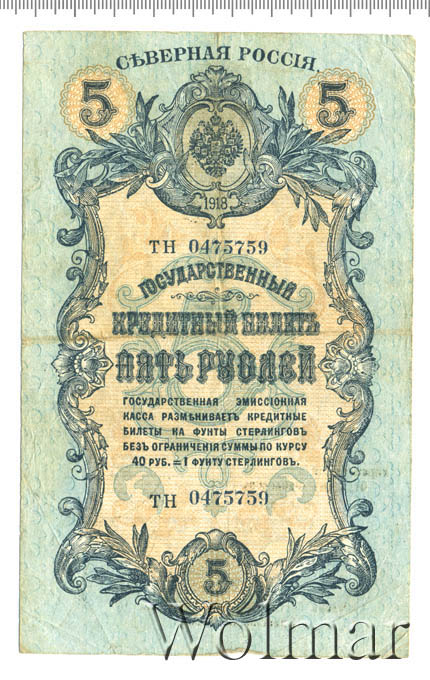 СѢВЕРНАЯ РОССІЯ.
5 5
1918
ТН 0475759
ГОСУДАРСТВЕННЫЙ
КРЕДИТНЫЙ БИЛЕТЪ
ПЯТЬ РУБЛЕЙ
ГОСУДАРСТВЕННАЯ ЭМИССІОННАЯ
КАССА РАЗМѢНИВАЕТЪ КРЕДИТНЫЕ
БИЛЕТЫ НА ФУНТЫ СТЕРЛИНГОВЪ
БЕЗЪ ОГРАНИЧЕНІЯ СУММЫ ПО КУРСУ
40 РУБ. = 1 ФУНТУ СТЕРЛИНГОВЪ.
ТН 0475759
5
Wolmar